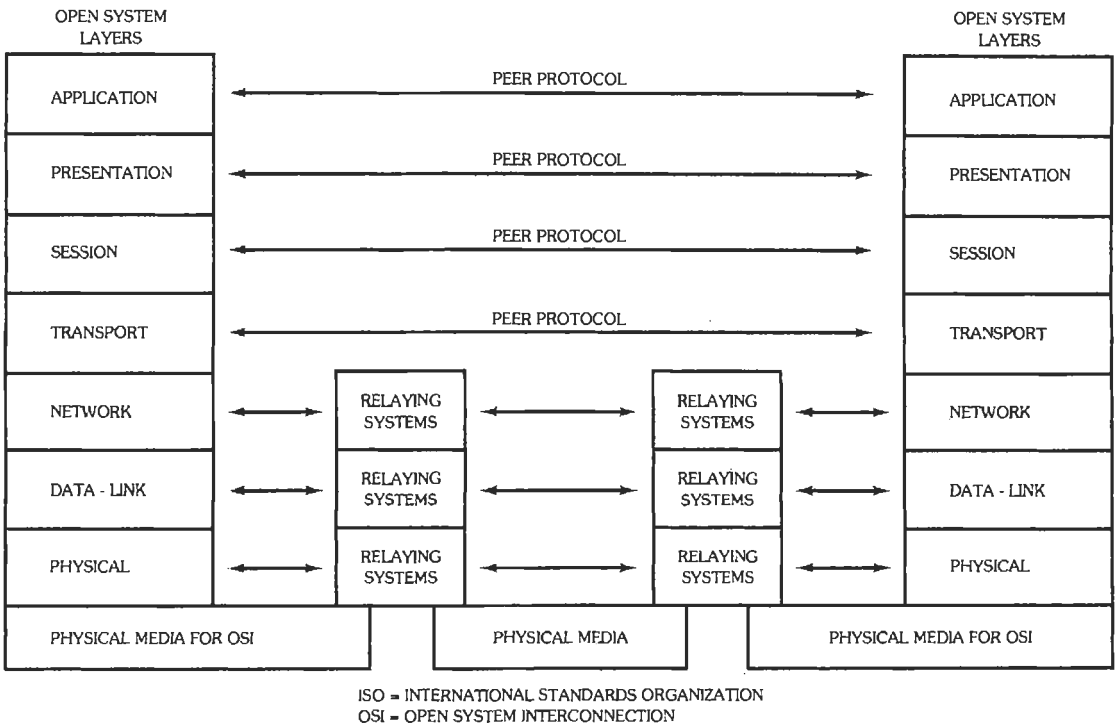 OPEN SYSTEM
LAYERS
OPEN SYSTEM
LAYERS
APPLICATION
PEER PROTOCOL
APPLICATION
PRESENTATION
PEER PROTOCOL
PRESENTATION
SESSION
PEER PROTOCOL
SESSION
TRANSPORT
PEER PROTOCOL
TRANSPORT
NETWORK
RELAYING
SYSTEMS
RELAYING
SYSTEMS
NETWORK
DATA - LINK
RELAYING
SYSTEMS
RELAYING
SYSTEMS
DATA - LINK
PHYSICAL
RELAYING
SYSTEMS
RELAYING
SYSTEMS
PHYSICAL
PHYSICAL MEDIA FOR OSI
PHYSICAL MEDIA
PHYSICAL MEDIA FOR OSI
ISO = INTERNATIONAL STANDARDS ORGANIZATION
OSI = OPEN SYSTEM INTERCONNECTION